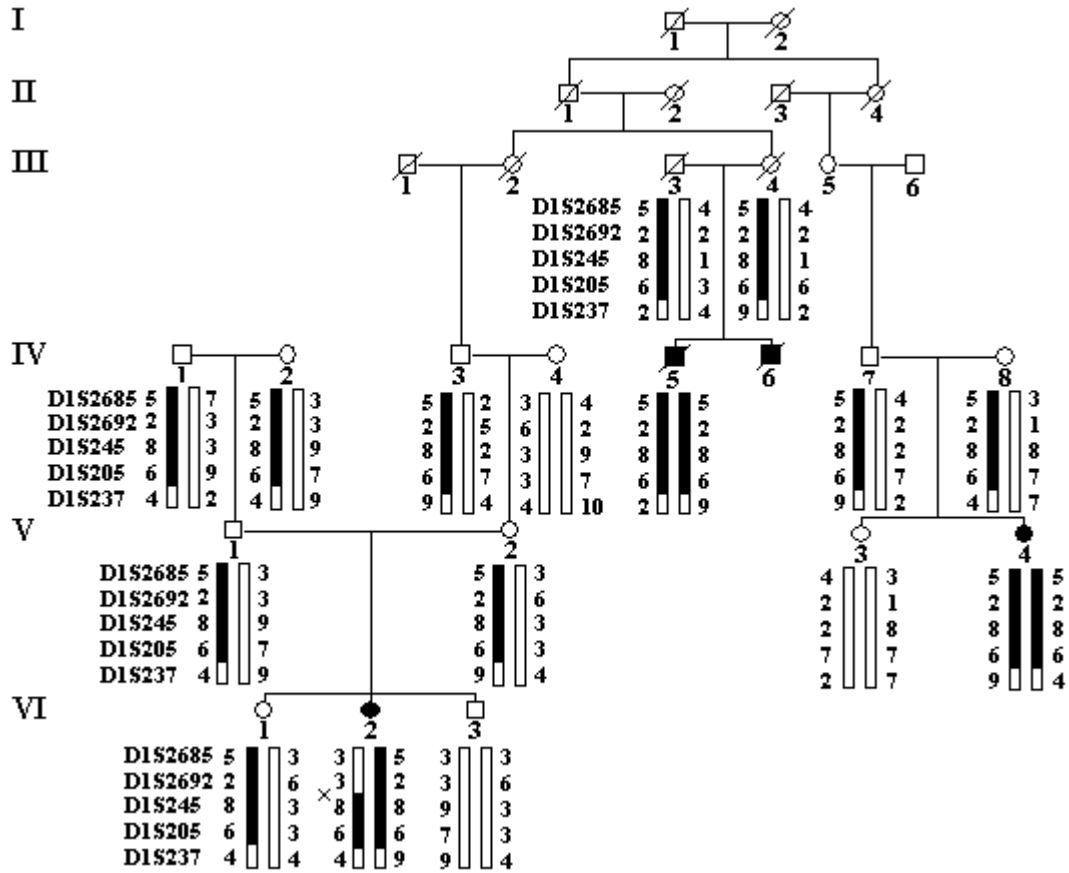 I
1 2
II
1 2 3 4
III
1 2 3 4 5 6
D1S2685 5 4 5 4
D1S2692 2 2 2 2
D1S245 8 1 8 1
D1S205 6 3 6 6
D1S237 2 4 9 2
IV
1 2 3 4 5 6 7 8
D1S2685 5 7 5 3 5 2 3 4 5 5 5 4 5 3
D1S2692 2 3 2 3 2 5 6 2 2 2 2 2 2 1
D1S245 8 3 8 9 8 2 3 9 8 8 8 2 8 8
D1S205 6 9 6 7 6 7 3 7 6 6 6 7 6 7
D1S237 4 2 4 9 9 4 4 10 2 9 9 2 4 7
V
1 2 3 4
D1S2685 5 3 5 3 4 3 5 5
D1S2692 2 3 2 6 2 1 2 2
D1S245 8 9 8 3 2 8 8 8
D1S205 6 7 6 3 7 7 6 6
D1S237 4 9 9 4 2 7 9 4
VI
1 2 3
D1S2685 5 3 3 5 3 3
D1S2692 2 6 3 2 3 6
D1S245 8 3 × 8 8 9 3
D1S205 6 3 6 6 7 3
D1S237 4 4 4 9 9 4